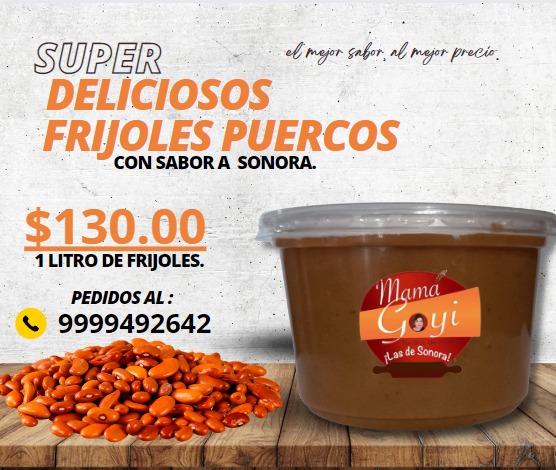 SUPER
el mejor sabor, al mejor precio.
DELICIOSOS
FRIJOLES PUERCOS
CON SABOR A SONORA.
$130.00
1 LITRO DE FRIJOLES.
PEDIDOS AL :
9999492642
Mamá
Goyi
¡Las de Sonora!